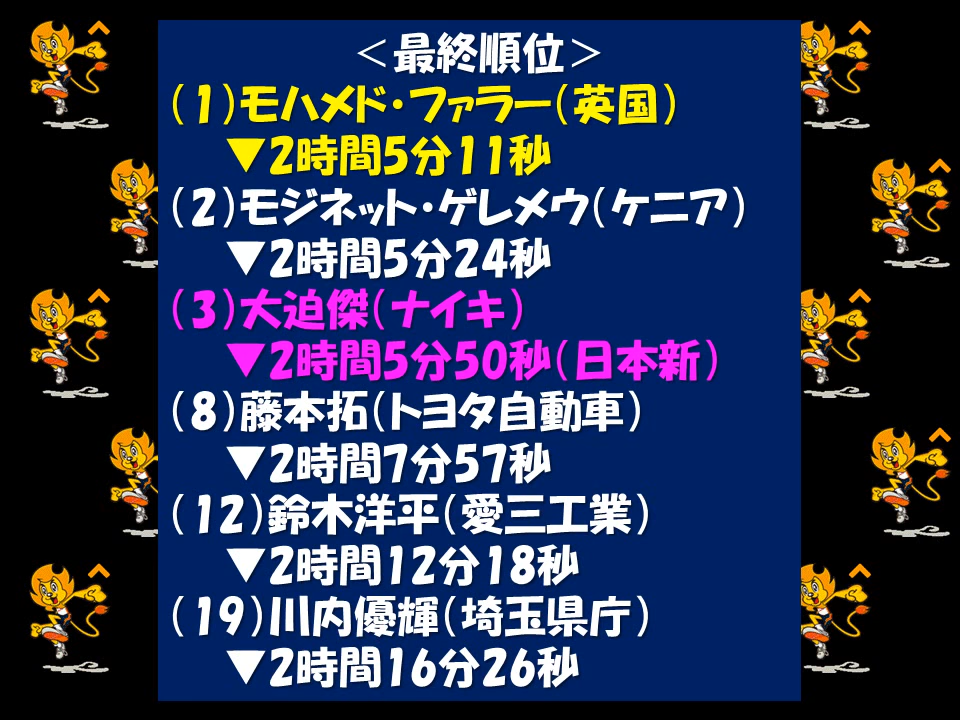 ＜最終順位＞
（1）モハメド・ファラー（英国）
▼2時間5分11秒
（2）モジネット・ゲレメウ（ケニア）
▼2時間5分24秒
（3）大迫傑（ナイキ）
▼2時間5分50秒（日本新）
（8）藤本拓（トヨタ自動車）
▼2時間7分57秒
（12）鈴木洋平（愛三工業）
▼2時間12分18秒
（19）川内優輝（埼玉県庁）
▼2時間16分26秒